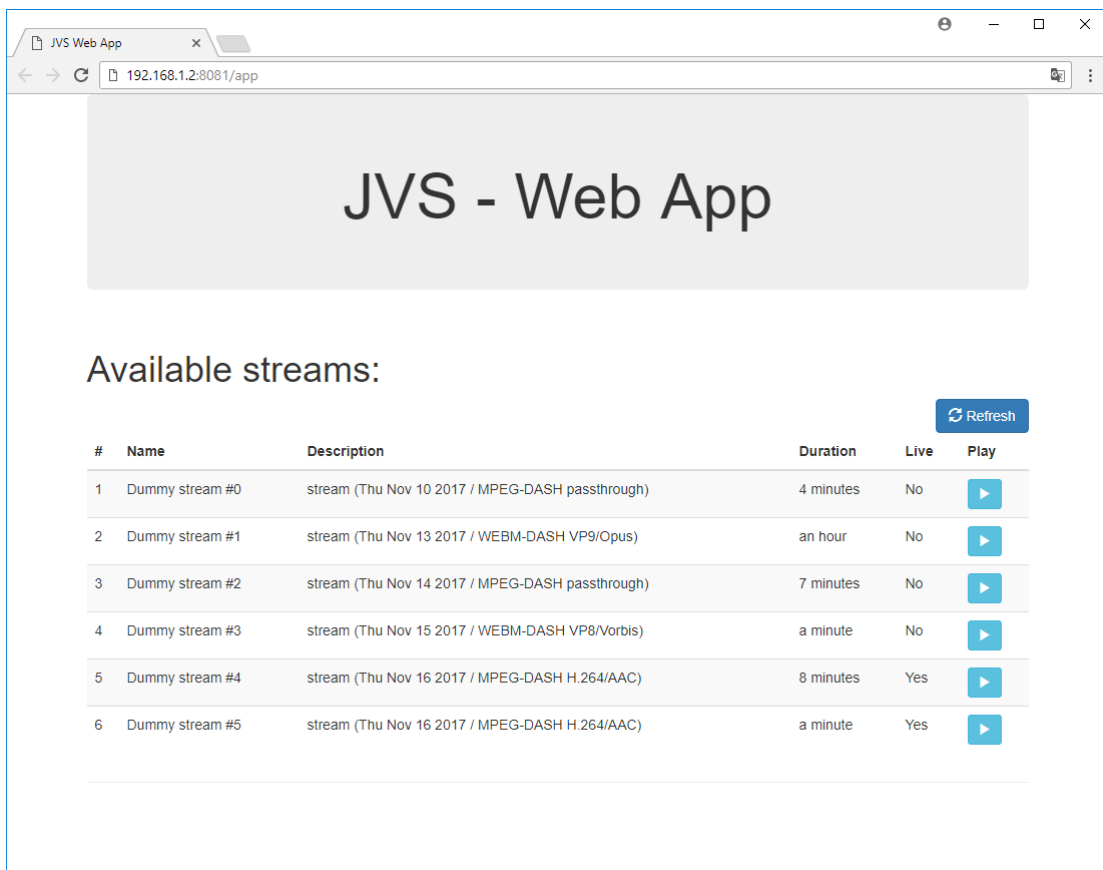 JVS Web App
192.168.1.2:8081/app
JVS - Web App
Available streams:
Refresh
# Name Description Duration Live Play
1 Dummy stream #0 stream (Thu Nov 10 2017 / MPEG-DASH passthrough) 4 minutes No
2 Dummy stream #1 stream (Thu Nov 13 2017 / WEBM-DASH VP9/Opus) an hour No
3 Dummy stream #2 stream (Thu Nov 14 2017 / MPEG-DASH passthrough) 7 minutes No
4 Dummy stream #3 stream (Thu Nov 15 2017 / WEBM-DASH VP8/Vorbis) a minute No
5 Dummy stream #4 stream (Thu Nov 16 2017 / MPEG-DASH H.264/AAC) 8 minutes Yes
6 Dummy stream #5 stream (Thu Nov 16 2017 / MPEG-DASH H.264/AAC) a minute Yes